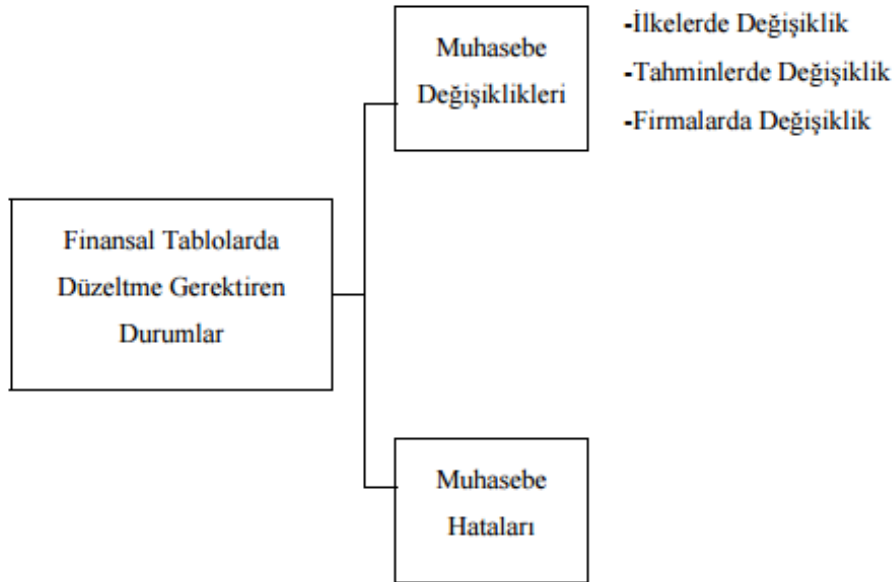 Muhasebe
Değişiklikleri
-İlkelerde Değişiklik
-Tahminlerde Değişiklik
-Firmalarda Değişiklik
Finansal Tablolarda
Düzeltme Gerektiren
Durumlar
Muhasebe
Hataları